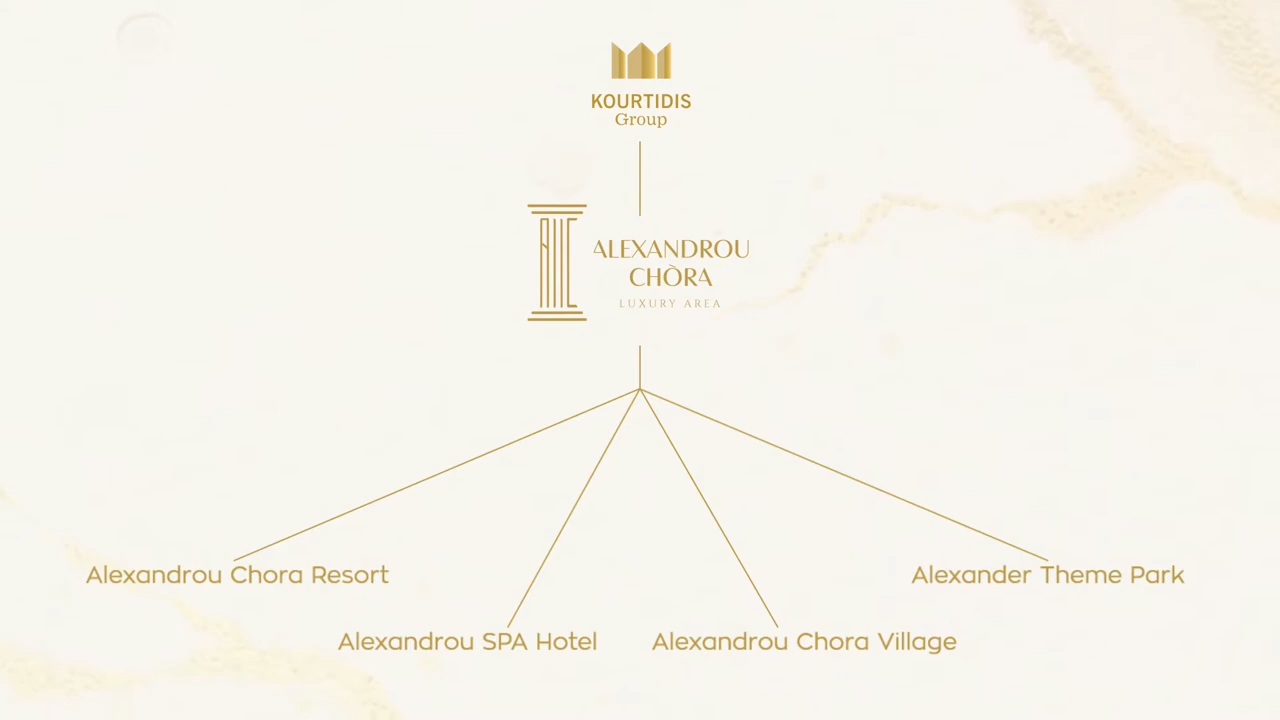 KOURTIDIS
Group
ALEXANDROU
CHÒRA
LUXURY AREA
Alexandrou Chora Resort
Alexander Theme Park
Alexandrou SPA Hotel
Alexandrou Chora Village